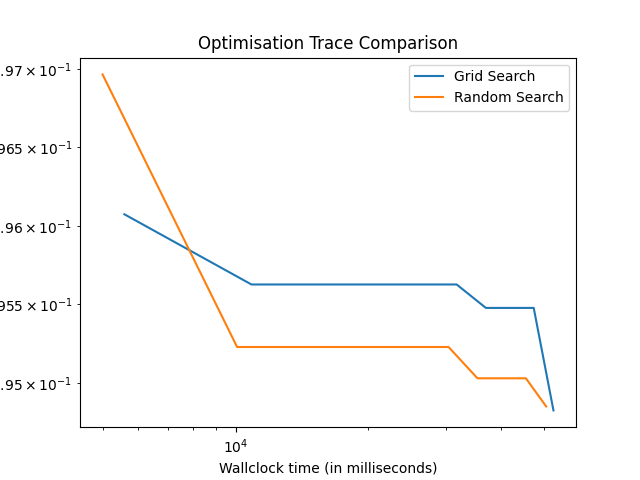 Optimisation Trace Comparison
Grid Search
Random Search
.97 × 10⁻¹
965 × 10⁻¹
.96 × 10⁻¹
955 × 10⁻¹
.95 × 10⁻¹
10⁴
Wallclock time (in milliseconds)